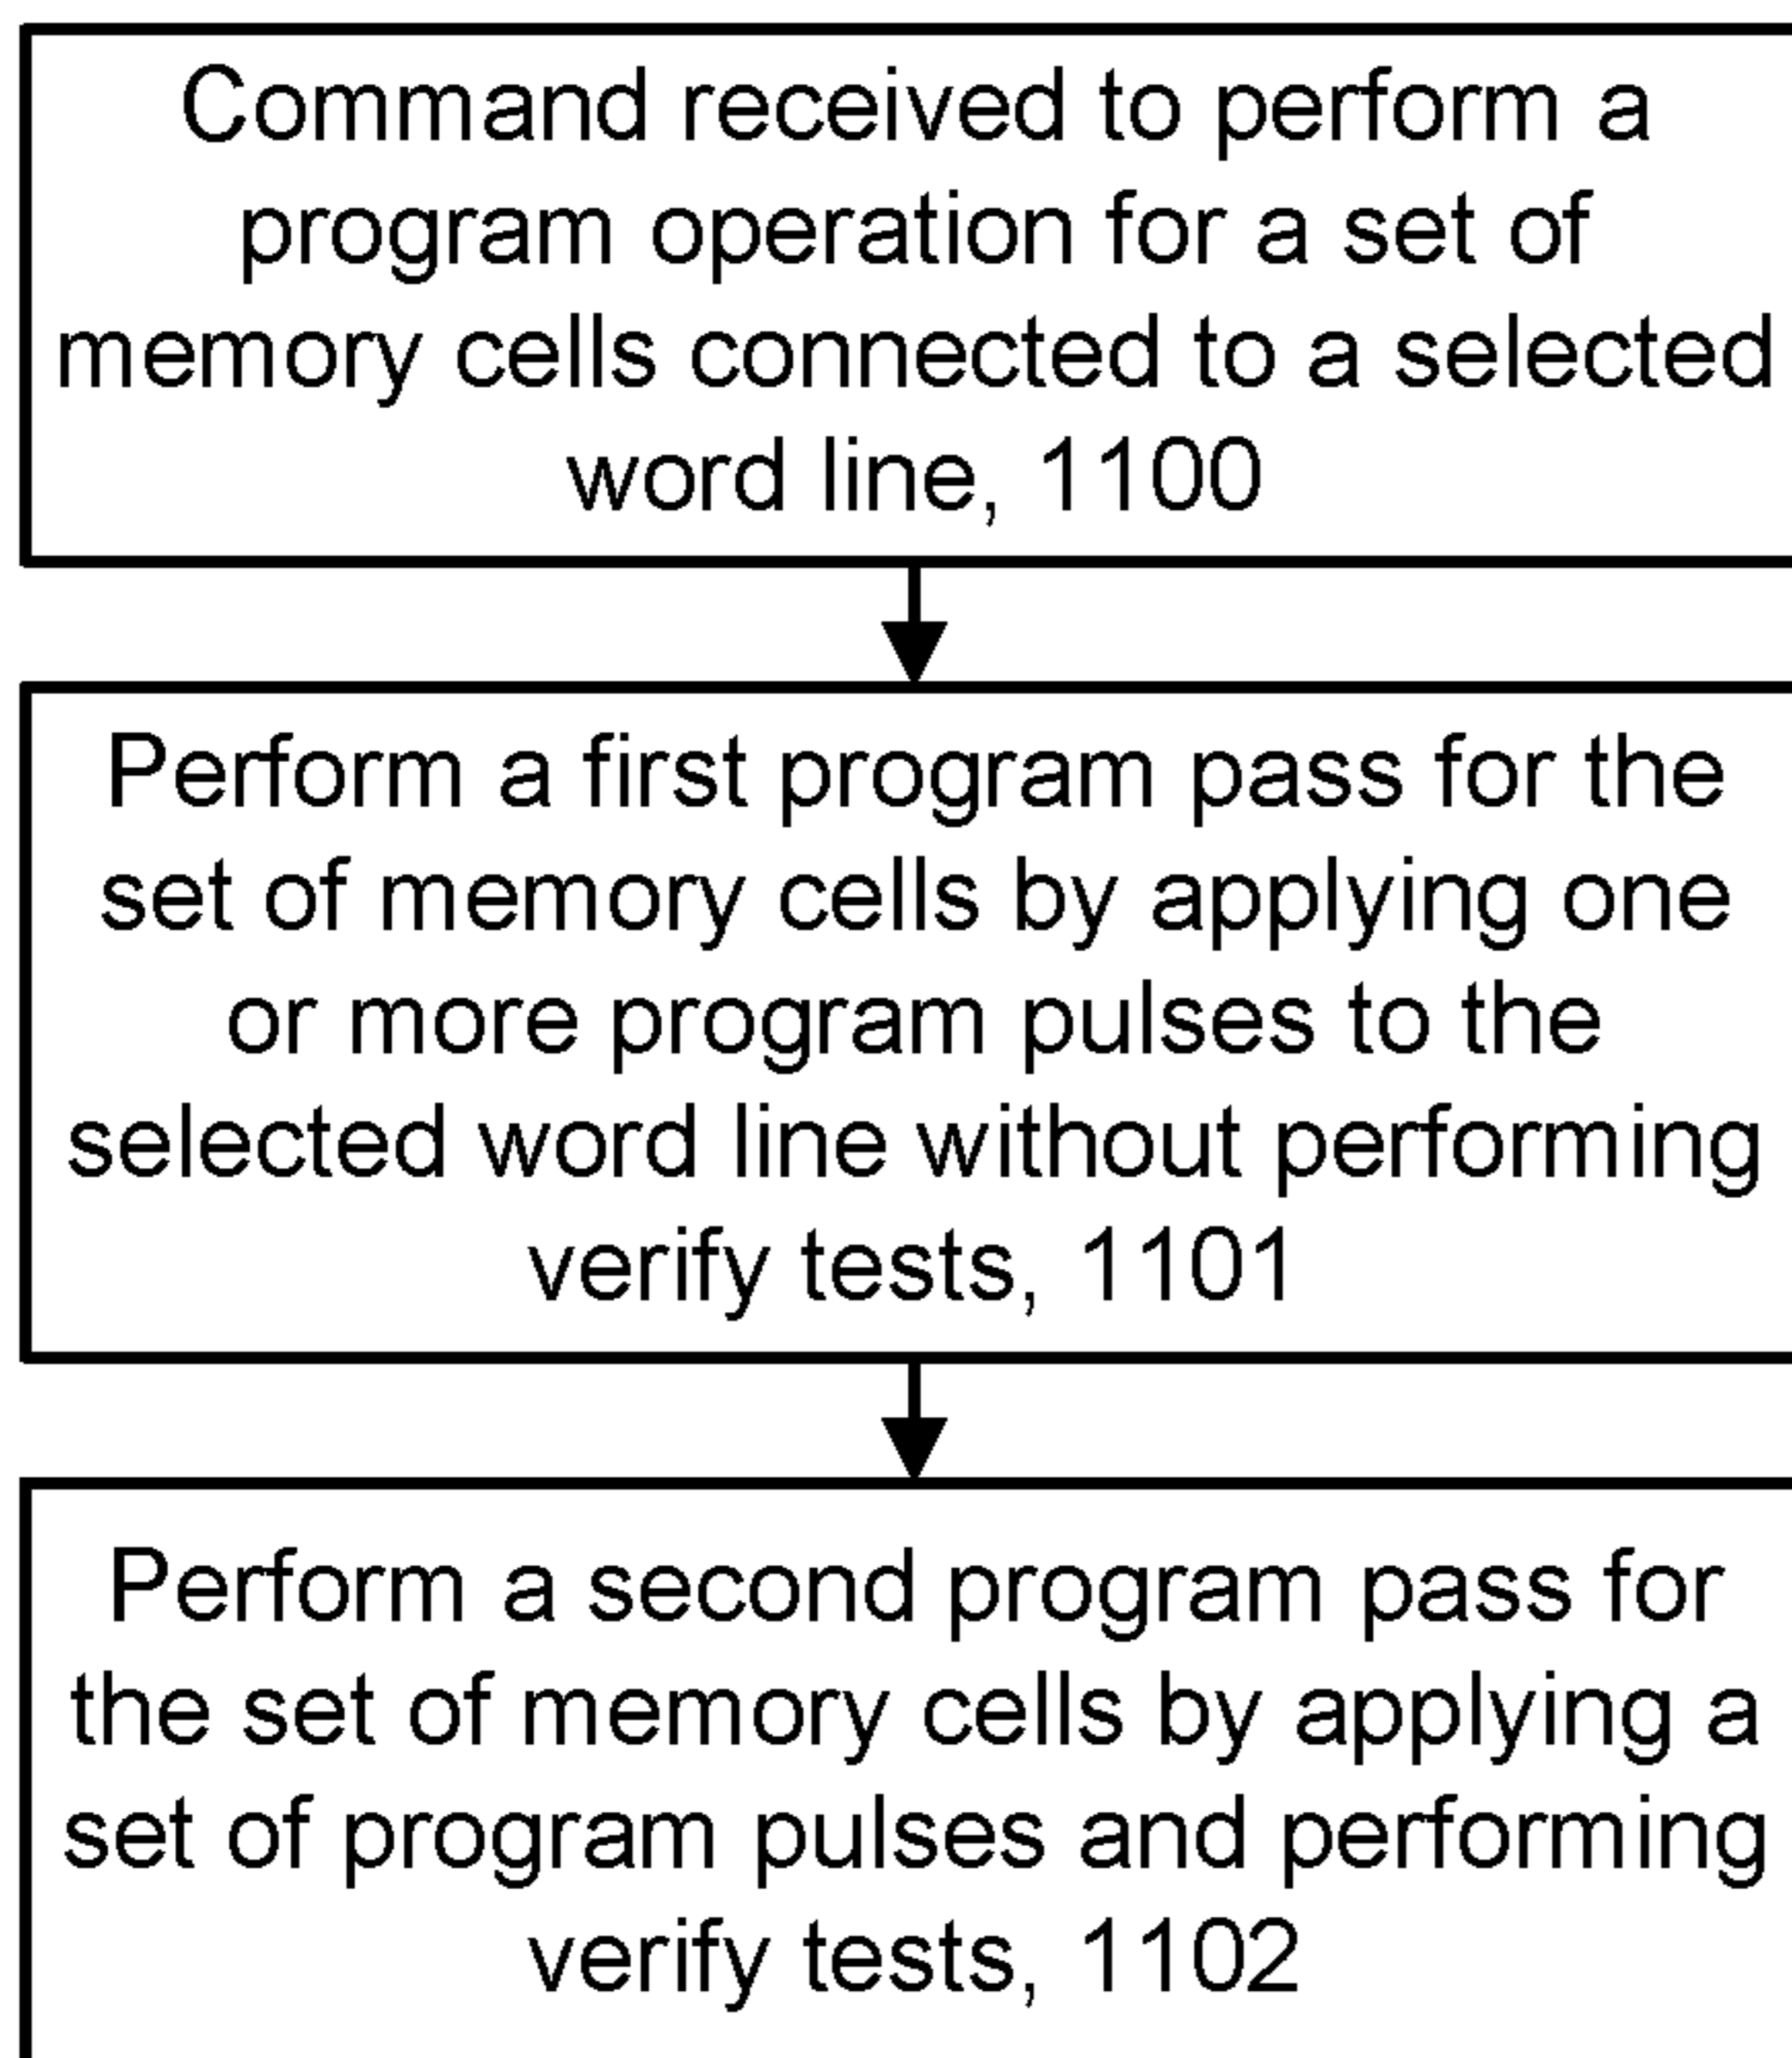 Command received to perform a
program operation for a set of
memory cells connected to a selected
word line, 1100
Perform a first program pass for the
set of memory cells by applying one
or more program pulses to the
selected word line without performing
verify tests, 1101
Perform a second program pass for
the set of memory cells by applying a
set of program pulses and performing
verify tests, 1102